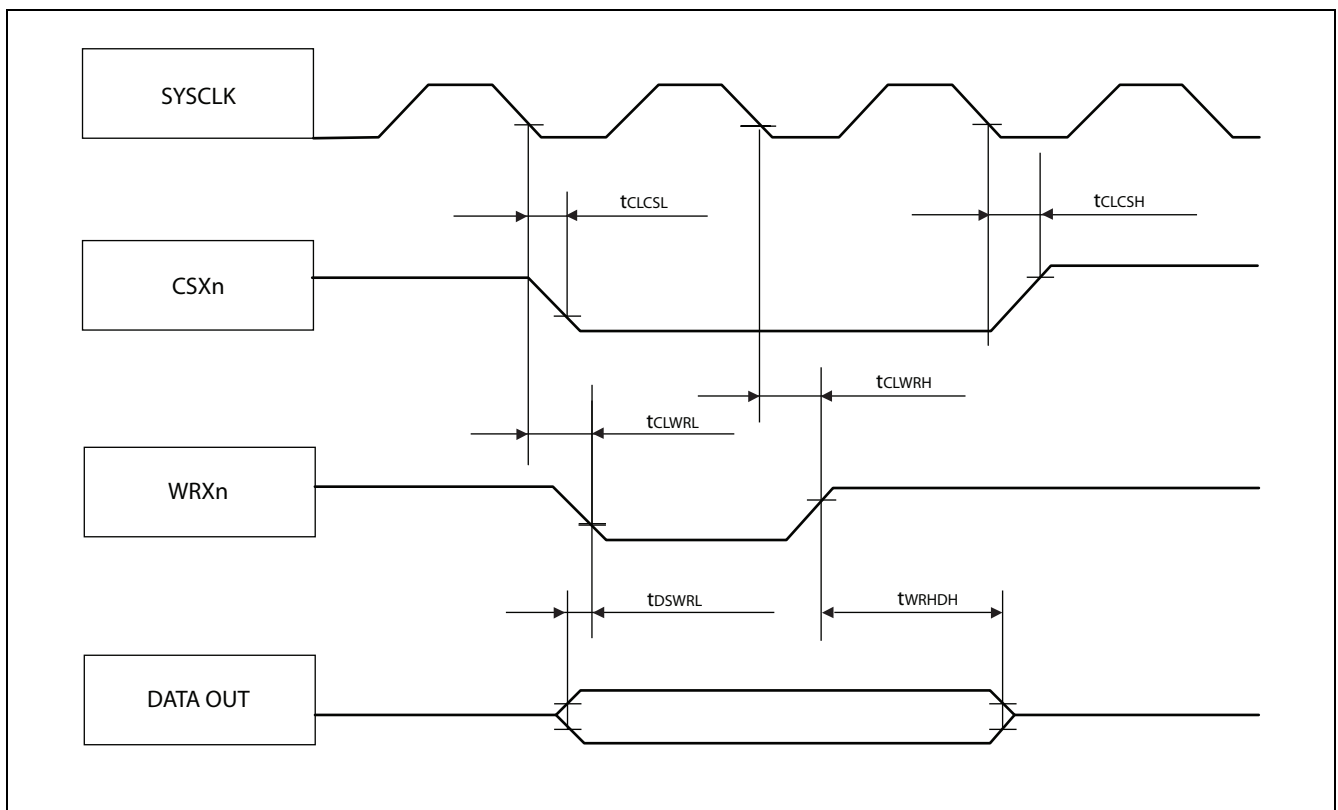 SYSCLK
tCLCSL
tCLCSH
CSXn
tCLWRH
tCLWRL
WRXn
tDSWRL
tWRHDH
DATA OUT